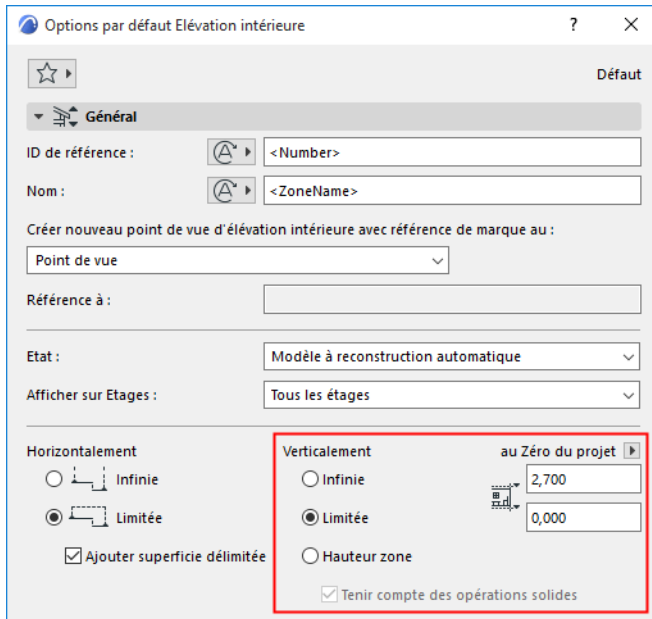 Options par défaut Elévation intérieure ?
Défaut
Général
ID de référence : <Number>
Nom : <ZoneName>
Créer nouveau point de vue d'élévation intérieure avec référence de marque au :
Point de vue
Référence à :
Etat : Modèle à reconstruction automatique
Afficher sur Etages : Tous les étages
Horizontalement
Infinie
Limitée
Ajouter superficie délimitée
Verticalement au Zéro du projet
Infinie 2,700
Limitée 0,000
Hauteur zone
Tenir compte des opérations solides